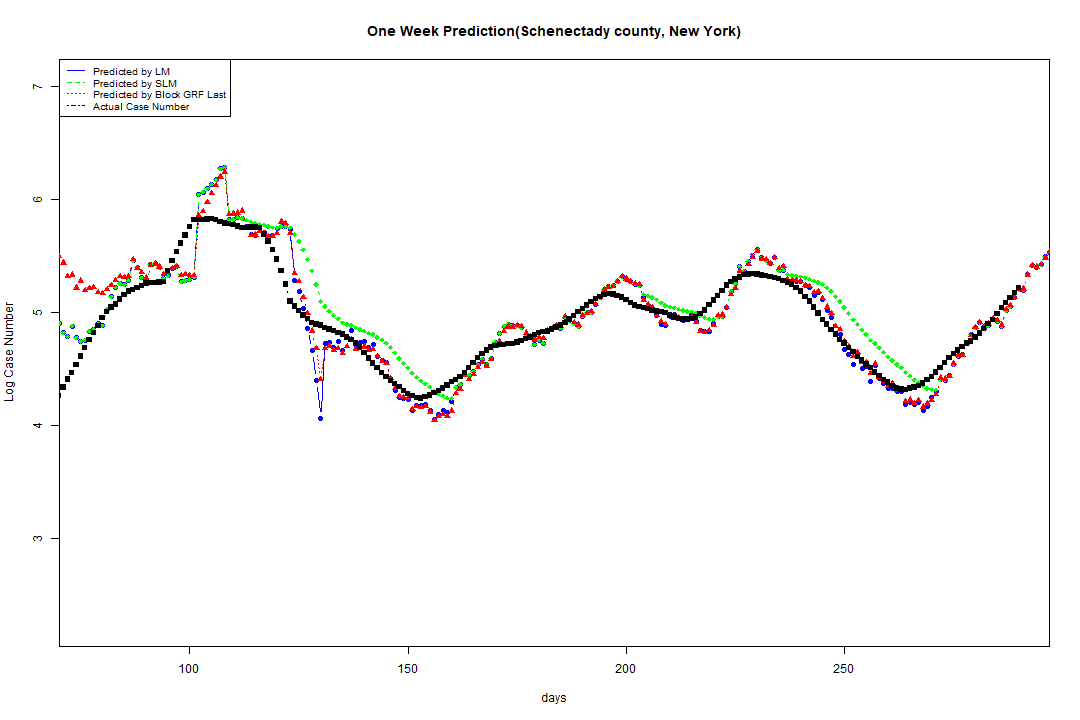 One Week Prediction(Schenectady county, New York)
Predicted by LM
Predicted by SLM
Predicted by Block GRF Last
Actual Case Number
7
6
5
4
3
Log Case Number
100 150 200 250
days